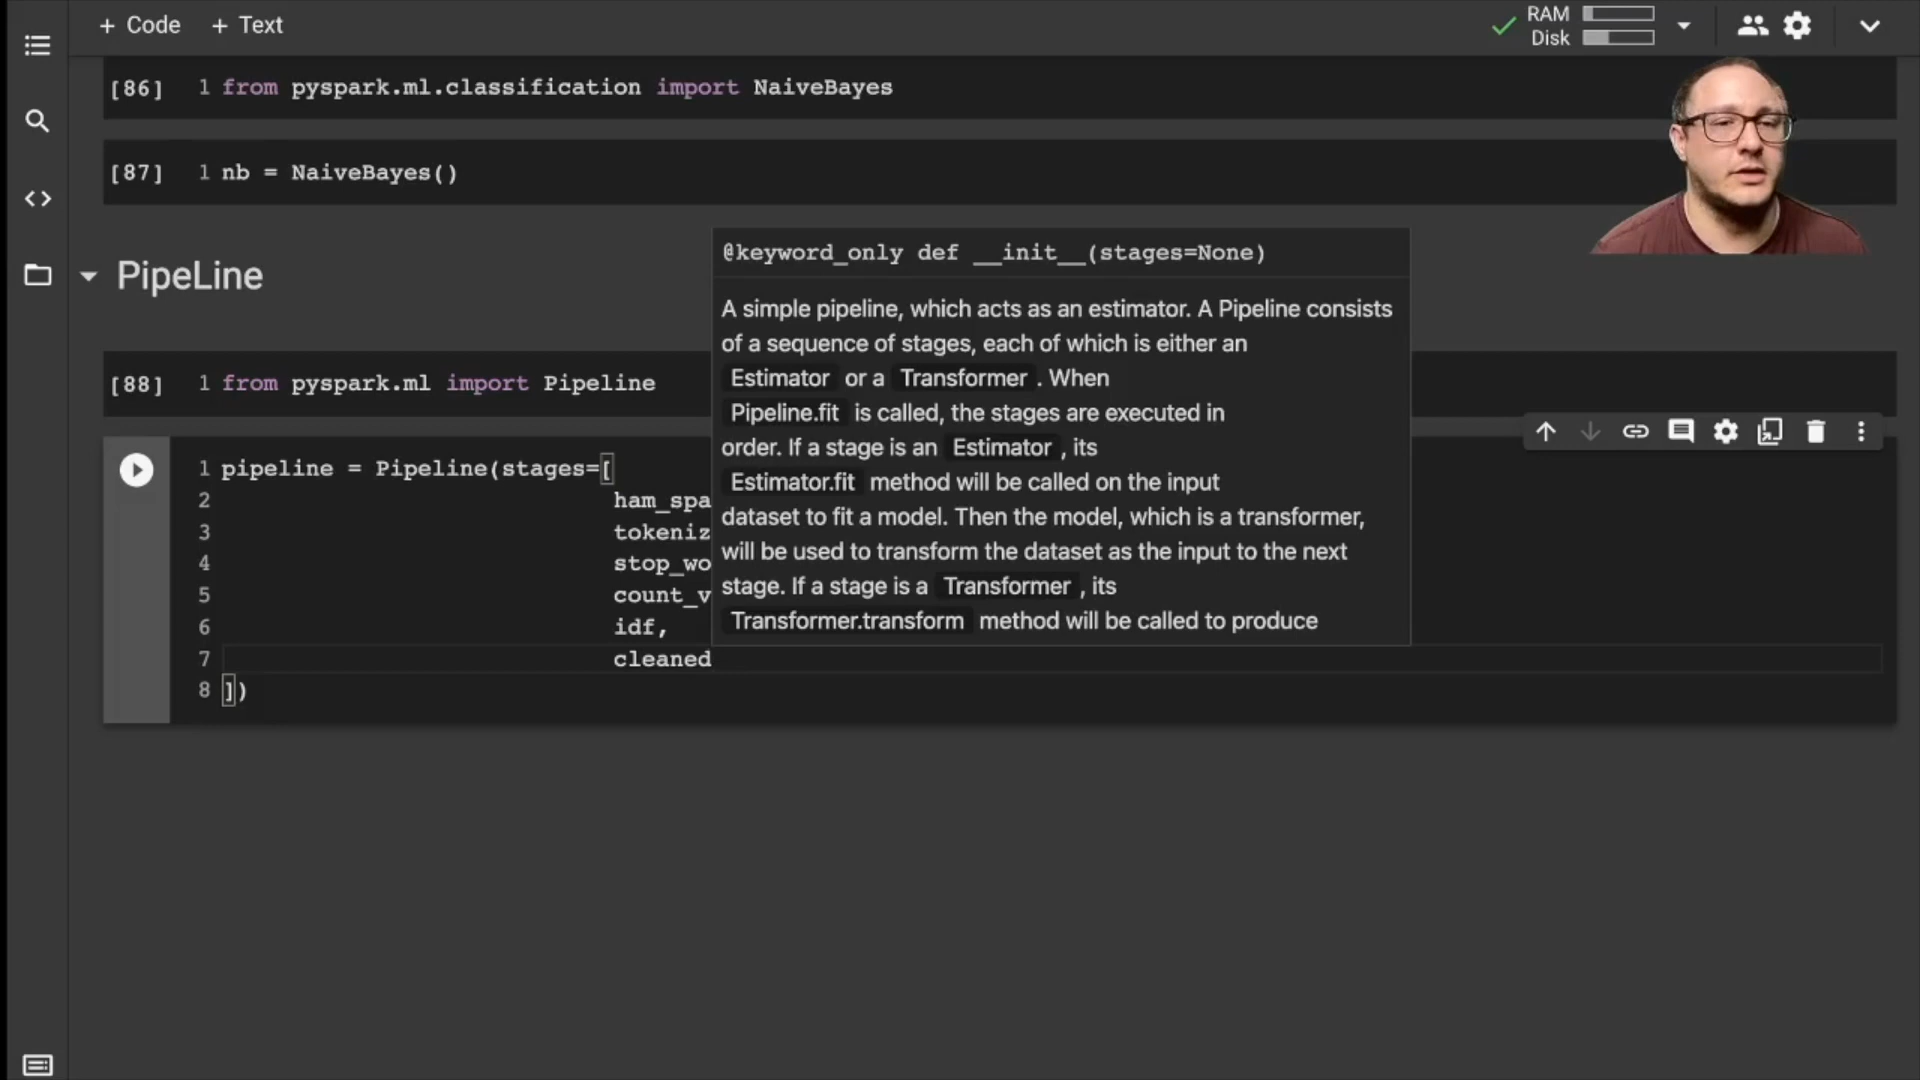 + Code + Text
RAM
Disk
[86] 1 from pyspark.ml.classification import NaiveBayes
[87] 1 nb = NaiveBayes()
PipeLine
[88] 1 from pyspark.ml import Pipeline
1 pipeline = Pipeline(stages=[
2 ham_spa
3 tokeniz
4 stop_wo
5 count_v
6 idf,
7 cleaned
8 ])
@keyword_only def __init__(stages=None)
A simple pipeline, which acts as an estimator. A Pipeline consists
of a sequence of stages, each of which is either an
Estimator or a Transformer . When
Pipeline.fit is called, the stages are executed in
order. If a stage is an Estimator , its
Estimator.fit method will be called on the input
dataset to fit a model. Then the model, which is a transformer,
will be used to transform the dataset as the input to the next
stage. If a stage is a Transformer , its
Transformer.transform method will be called to produce